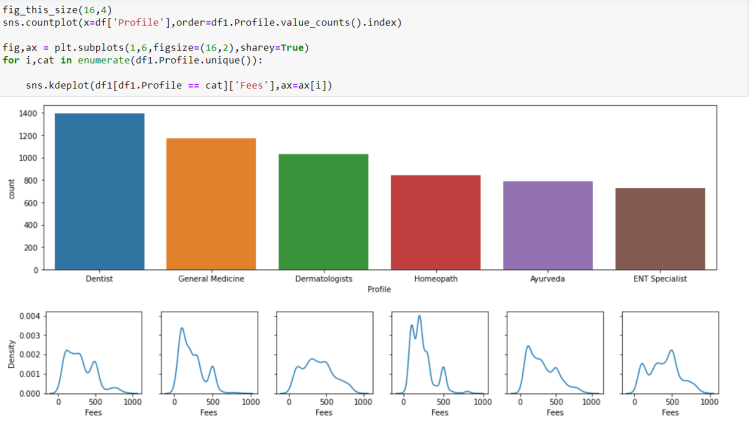 fig_this_size(16,4)
sns.countplot(x=df['Profile'],order=df1.Profile.value_counts().index)
fig,ax = plt.subplots(1,6,figsize=(16,2),sharey=True)
for i,cat in enumerate(df1.Profile.unique()):
sns.kdeplot(df1[df1.Profile == cat]['Fees'],ax=ax[i])
1400
1200
1000
800
600
400
200
0
count
Dentist General Medicine Dermatologists Homeopath Ayurveda ENT Specialist
Profile
0.004
0.003
0.002
0.001
0.000
Density
0 500 1000 0 500 1000 0 500 1000 0 500 1000 0 500 1000 0 500 1000
Fees Fees Fees Fees Fees Fees